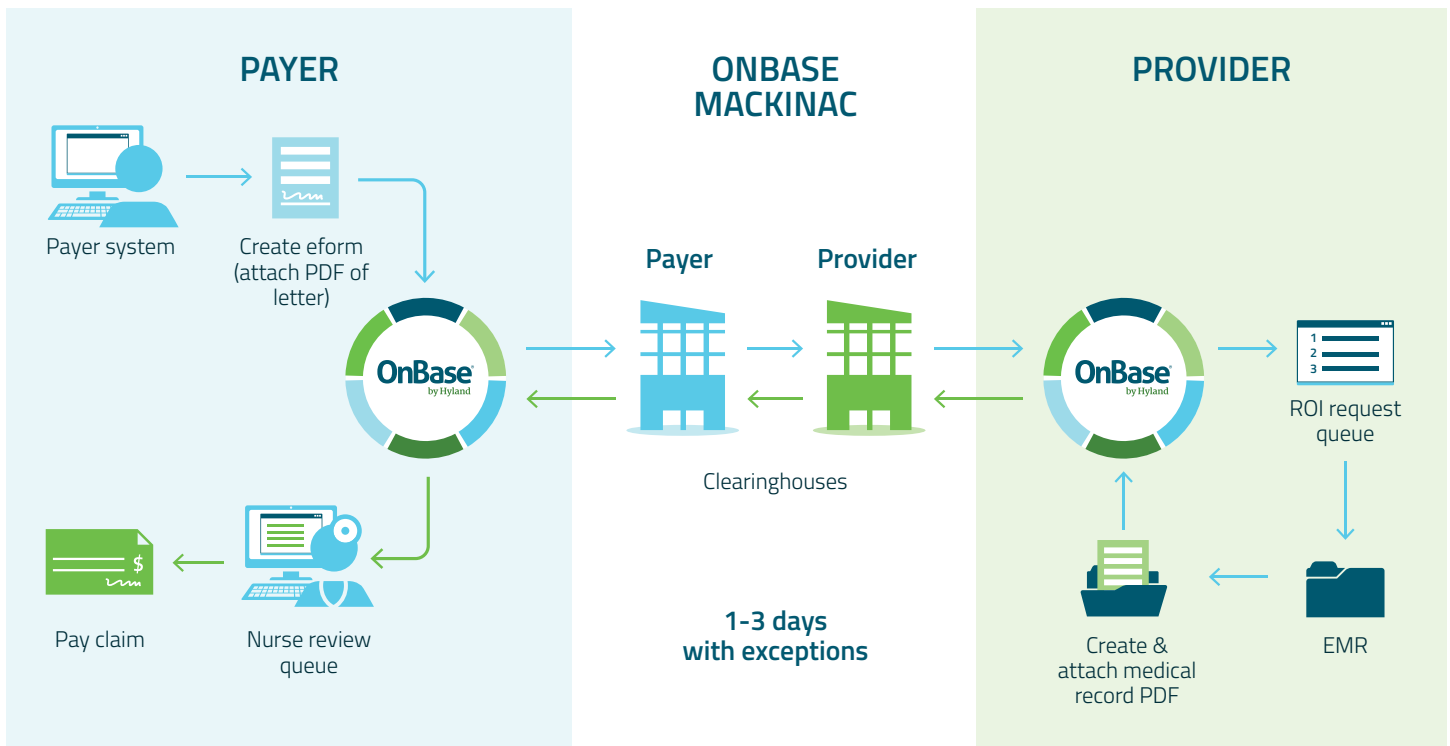 PAYER
Payer system
Create eform
(attach PDF of
letter)
OnBase®
by Hyland
Pay claim
$
Nurse review
queue
ONBASE
MACKINAC
Payer
Provider
Clearinghouses
1-3 days
with exceptions
PROVIDER
OnBase®
by Hyland
1
2
3
ROI request
queue
EMR
Create &
attach medical
record PDF